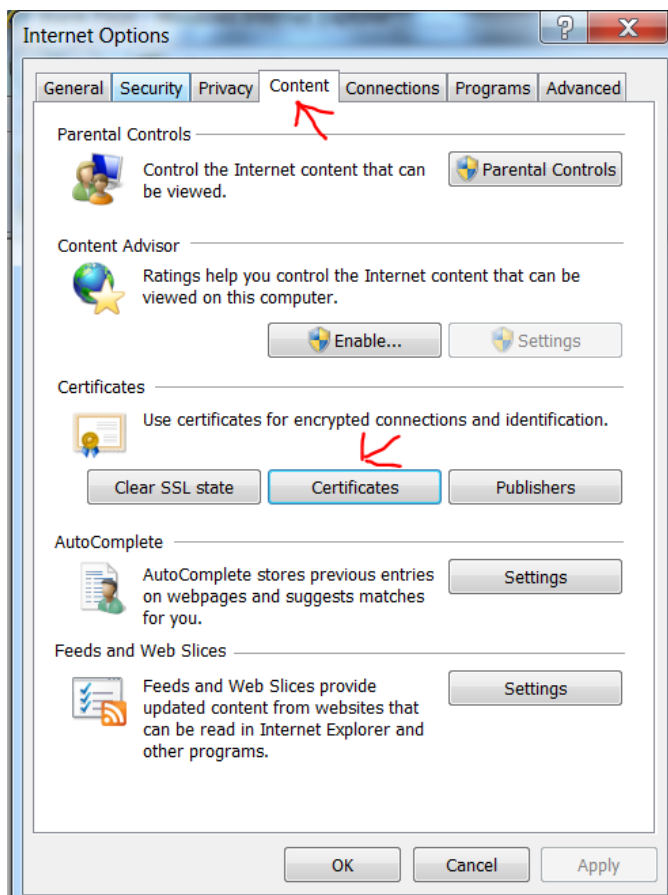 Internet Options
General Security Privacy Content Connections Programs Advanced
Parental Controls
Control the Internet content that can
be viewed.
Parental Controls
Content Advisor
Ratings help you control the Internet content that can be
viewed on this computer.
Enable... Settings
Certificates
Use certificates for encrypted connections and identification.
Clear SSL state Certificates Publishers
AutoComplete
AutoComplete stores previous entries
on webpages and suggests matches
for you.
Settings
Feeds and Web Slices
Feeds and Web Slices provide
updated content from websites that
can be read in Internet Explorer and
other programs.
Settings
OK Cancel Apply